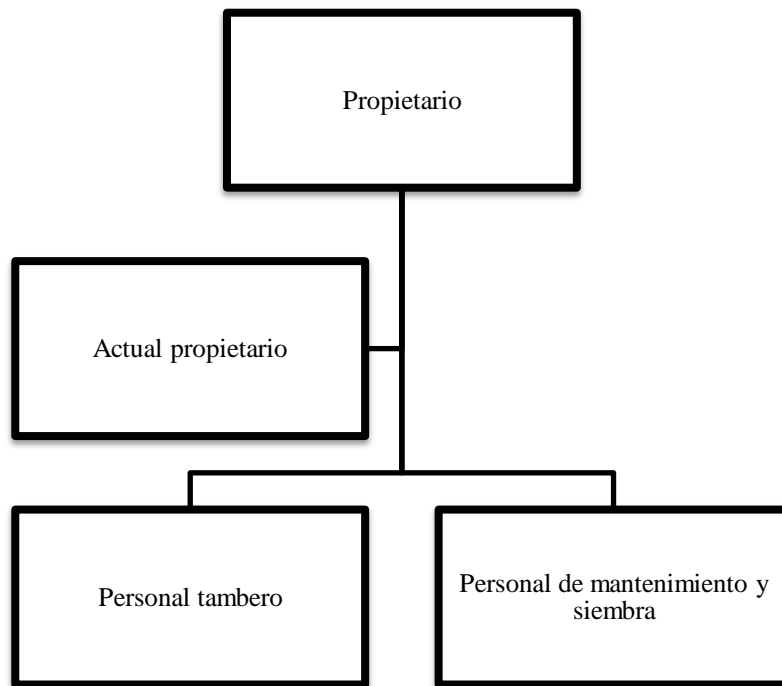 Propietario
Actual propietario
Personal tambero
Personal de mantenimiento y
siembra